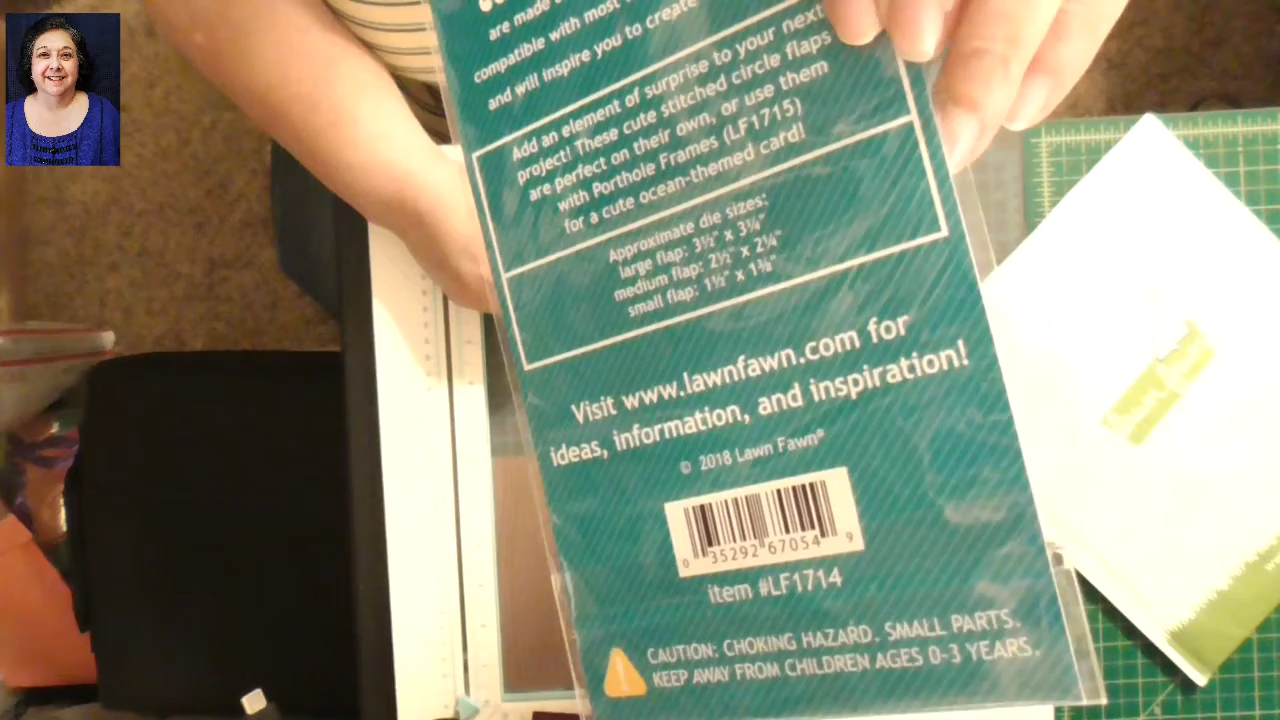 are made
compatible with most
and will inspire you to create
Add an element of surprise to your next
project! These cute stitched circle flaps
are perfect on their own, or use them
with Porthole Frames (LF1715)
for a cute ocean-themed card!
Approximate die sizes:
large flap: 3½" x 3¼"
medium flap: 2½" x 2¼"
small flap: 1½" x 1⅜"
Visit www.lawnfawn.com for
ideas, information, and inspiration!
© 2018 Lawn Fawn®
0 35292 67054 9
item #LF1714
CAUTION: CHOKING HAZARD. SMALL PARTS.
KEEP AWAY FROM CHILDREN AGES 0-3 YEARS.